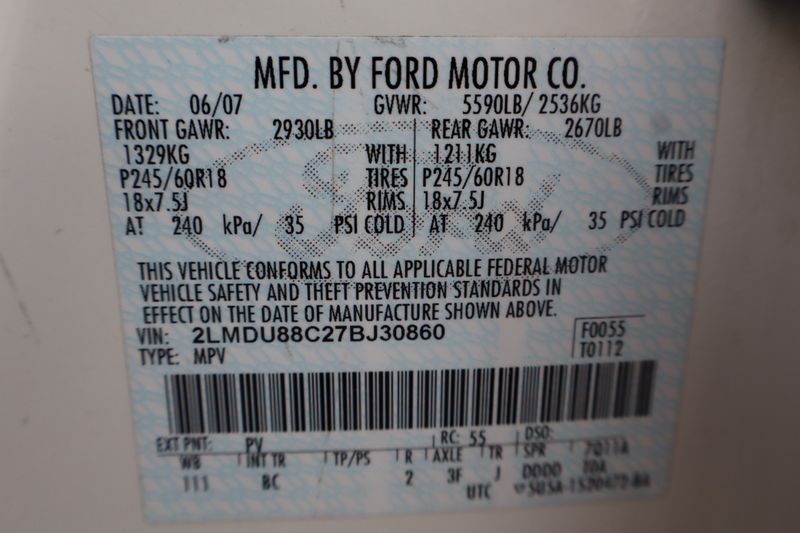 MFD. BY FORD MOTOR CO.
DATE: 06/07 GVWR: 5590LB/ 2536KG
FRONT GAWR: 2930LB REAR GAWR: 2670LB
1329KG WITH 1211KG WITH
P245/60R18 TIRES P245/60R18 TIRES
18x7.5J RIMS 18x7.5J RIMS
AT 240 kPa/ 35 PSI COLD AT 240 kPa/ 35 PSI COLD
Ford
THIS VEHICLE CONFORMS TO ALL APPLICABLE FEDERAL MOTOR
VEHICLE SAFETY AND THEFT PREVENTION STANDARDS IN
EFFECT ON THE DATE OF MANUFACTURE SHOWN ABOVE.
VIN: 2LMDU88C27BJ30860 F0055
TYPE: MPV T0112
EXT PNT: PV RC: 55 DSO:
WB INT TR TP/PS R AXLE TR SPR 7011A
111 BC 2 3F J DDDD 10A
UTC